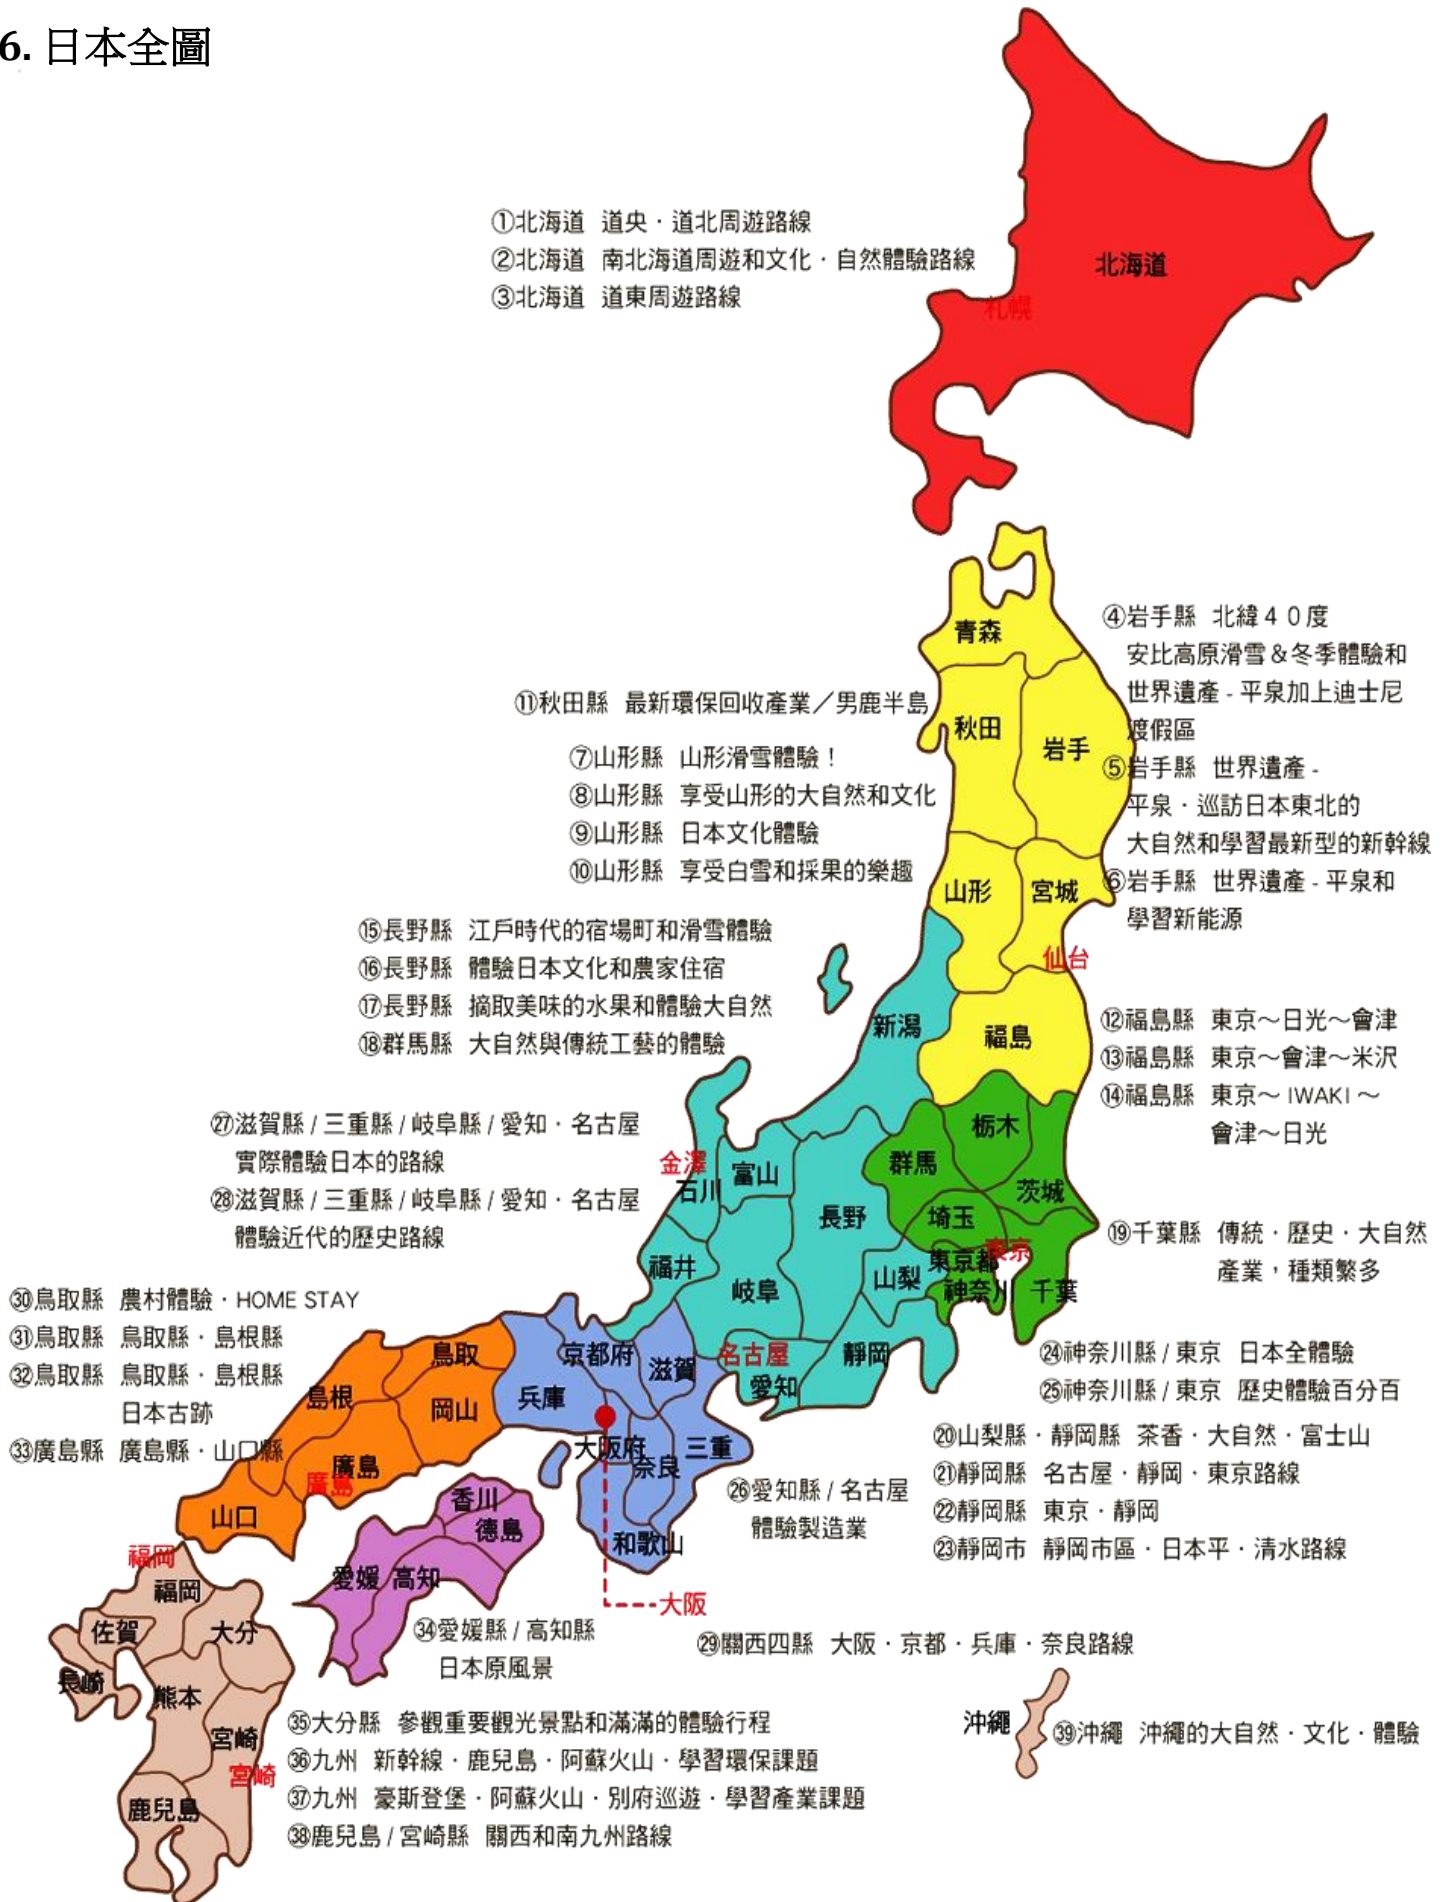 6. 日本全圖
①北海道 道央・道北周遊路線
②北海道 南北海道周遊和文化・自然體驗路線
③北海道 道東周遊路線
北海道
札幌
④岩手縣 北緯４０度
安比高原滑雪＆冬季體驗和
世界遺產 - 平泉加上迪士尼
渡假區
⑤岩手縣 世界遺產 -
平泉・巡訪日本東北的
大自然和學習最新型的新幹線
⑥岩手縣 世界遺產 - 平泉和
學習新能源
青森
秋田
岩手
山形
宮城
仙台
福島
⑪秋田縣 最新環保回收產業／男鹿半島
⑦山形縣 山形滑雪體驗！
⑧山形縣 享受山形的大自然和文化
⑨山形縣 日本文化體驗
⑩山形縣 享受白雪和採果的樂趣
⑮長野縣 江戶時代的宿場町和滑雪體驗
⑯長野縣 體驗日本文化和農家住宿
⑰長野縣 摘取美味的水果和體驗大自然
⑱群馬縣 大自然與傳統工藝的體驗
⑫福島縣 東京～日光～會津
⑬福島縣 東京～會津～米沢
⑭福島縣 東京～ IWAKI ～
會津～日光
新潟
栃木
群馬
茨城
埼玉
東京
東京都
神奈川
千葉
金澤
石川
富山
長野
福井
岐阜
山梨
名古屋
愛知
靜岡
㉗滋賀縣 / 三重縣 / 岐阜縣 / 愛知・名古屋
實際體驗日本的路線
㉘滋賀縣 / 三重縣 / 岐阜縣 / 愛知・名古屋
體驗近代的歷史路線
⑲千葉縣 傳統・歷史・大自然
產業，種類繁多
㉚鳥取縣 農村體驗・HOME STAY
㉛鳥取縣 鳥取縣・島根縣
㉜鳥取縣 鳥取縣・島根縣
日本古跡
㉝廣島縣 廣島縣・山口縣
㉔神奈川縣 / 東京 日本全體驗
㉕神奈川縣 / 東京 歷史體驗百分百
⑳山梨縣・靜岡縣 茶香・大自然・富士山
㉑靜岡縣 名古屋・靜岡・東京路線
㉒靜岡縣 東京・靜岡
㉓靜岡市 靜岡市區・日本平・清水路線
鳥取
島根
岡山
廣島
廣島
山口
京都府
滋賀
兵庫
大阪府
奈良
三重
和歌山
大阪
㉖愛知縣 / 名古屋
體驗製造業
香川
德島
愛媛
高知
㉞愛媛縣 / 高知縣
日本原風景
㉙關西四縣 大阪・京都・兵庫・奈良路線
福岡
福岡
佐賀
大分
長崎
熊本
宮崎
宮崎
鹿兒島
㉟大分縣 參觀重要觀光景點和滿滿的體驗行程
㊱九州 新幹線・鹿兒島・阿蘇火山・學習環保課題
㊲九州 豪斯登堡・阿蘇火山・別府巡遊・學習產業課題
㊳鹿兒島 / 宮崎縣 關西和南九州路線
沖繩
㊴沖繩 沖繩的大自然・文化・體驗